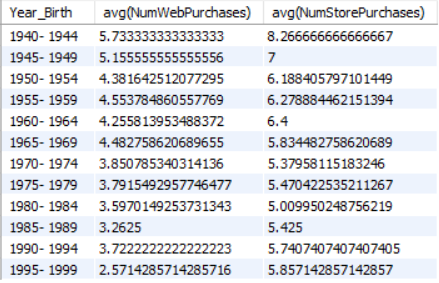 Year_Birth avg(NumWebPurchases) avg(NumStorePurchases)
1940- 1944 5.733333333333333 8.266666666666667
1945- 1949 5.155555555555556 7
1950- 1954 4.381642512077295 6.188405797101449
1955- 1959 4.553784860557769 6.278884462151394
1960- 1964 4.255813953488372 6.4
1965- 1969 4.482758620689655 5.834482758620689
1970- 1974 3.850785340314136 5.37958115183246
1975- 1979 3.7915492957746477 5.470422535211267
1980- 1984 3.5970149253731343 5.009950248756219
1985- 1989 3.2625 5.425
1990- 1994 3.7222222222222223 5.7407407407407405
1995- 1999 2.5714285714285716 5.857142857142857